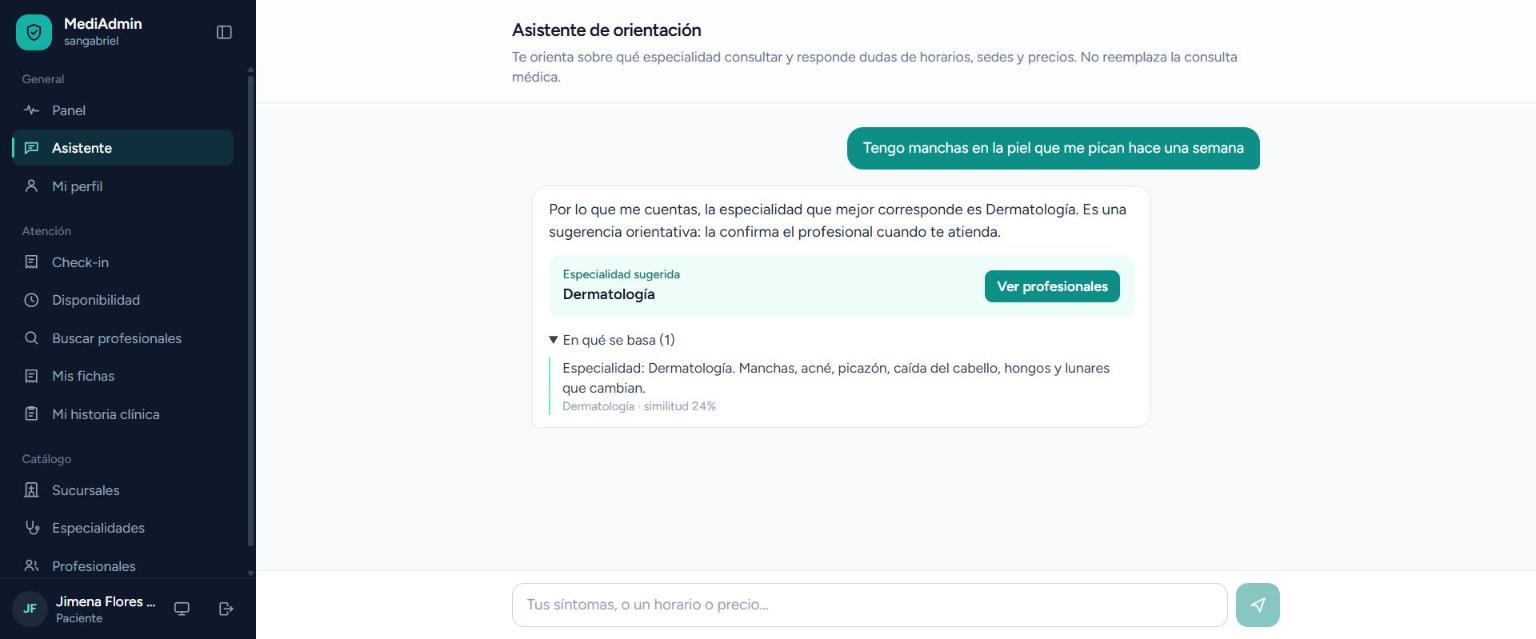 MediAdmin
sangabriel
General
Panel
Asistente
Mi perfil
Atención
Check-in
Disponibilidad
Buscar profesionales
Mis fichas
Mi historia clínica
Catálogo
Sucursales
Especialidades
Profesionales
JF
Jimena Flores ...
Paciente
Asistente de orientación
Te orienta sobre qué especialidad consultar y responde dudas de horarios, sedes y precios. No reemplaza la consulta
médica.
Tengo manchas en la piel que me pican hace una semana
Por lo que me cuentas, la especialidad que mejor corresponde es Dermatología. Es una
sugerencia orientativa: la confirma el profesional cuando te atienda.
Especialidad sugerida
Dermatología
Ver profesionales
En qué se basa (1)
Especialidad: Dermatología. Manchas, acné, picazón, caída del cabello, hongos y lunares
que cambian.
Dermatología · similitud 24%
Tus síntomas, o un horario o precio...